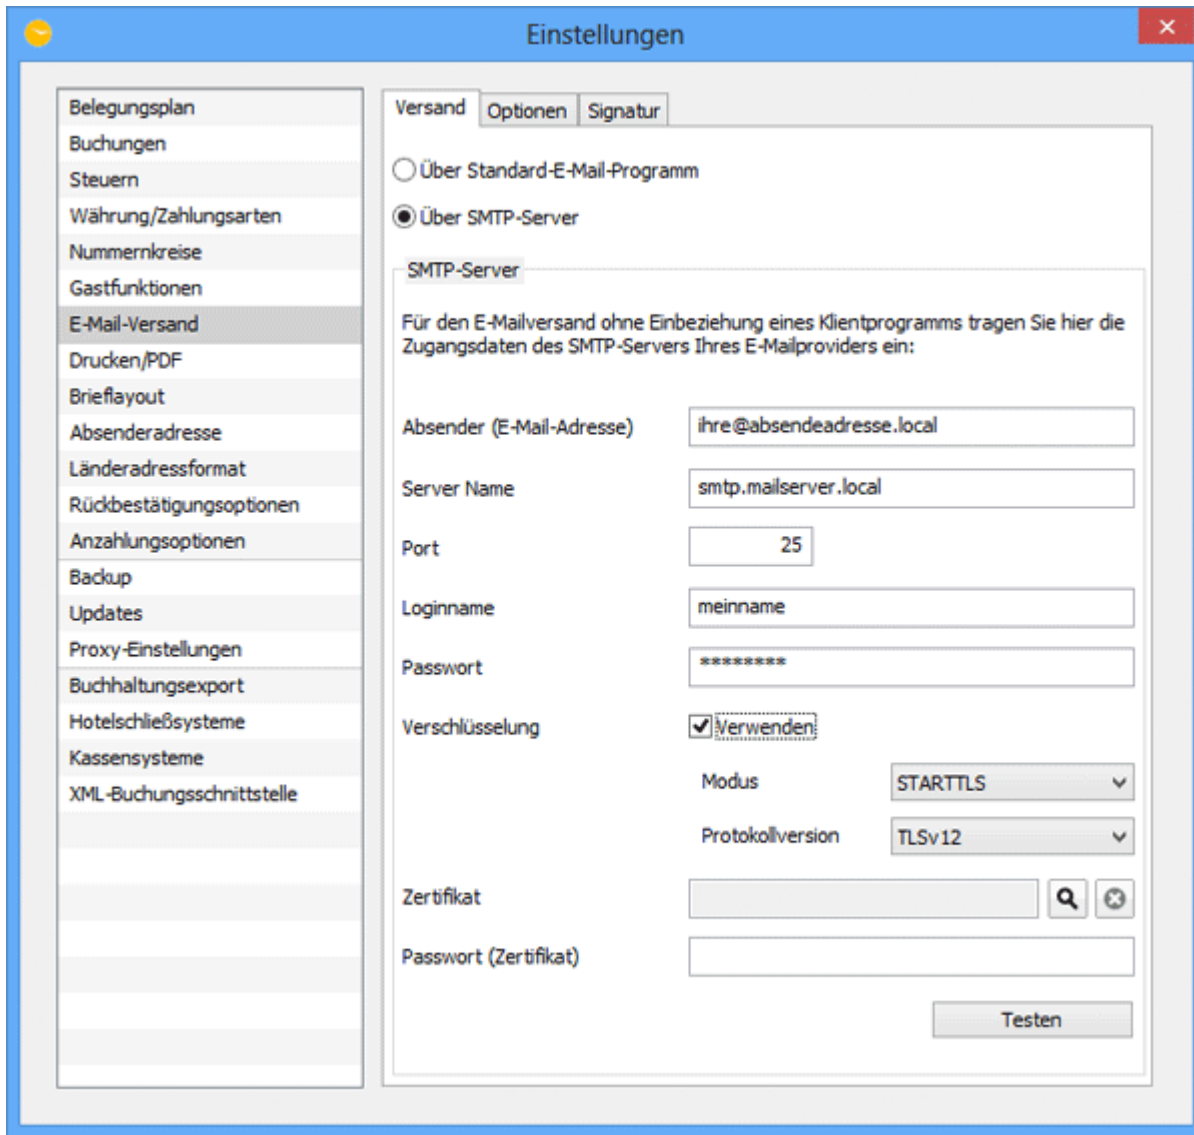 Einstellungen
Belegungsplan
Buchungen
Steuern
Währung/Zahlungsarten
Nummernkreise
Gastfunktionen
E-Mail-Versand
Drucken/PDF
Brieflayout
Absenderadresse
Länderadressformat
Rückbestätigungsoptionen
Anzahlungsoptionen
Backup
Updates
Proxy-Einstellungen
Buchhaltungsexport
Hotelschließsysteme
Kassensysteme
XML-Buchungsschnittstelle
Versand Optionen Signatur
Über Standard-E-Mail-Programm
Über SMTP-Server
SMTP-Server
Für den E-Mailversand ohne Einbeziehung eines Klientprogramms tragen Sie hier die
Zugangsdaten des SMTP-Servers Ihres E-Mailproviders ein:
Absender (E-Mail-Adresse) ihre@absendeadresse.local
Server Name smtp.mailserver.local
Port 25
Loginname meinname
Passwort ********
Verschlüsselung Verwenden
Modus STARTTLS
Protokollversion TLSv12
Zertifikat
Passwort (Zertifikat)
Testen